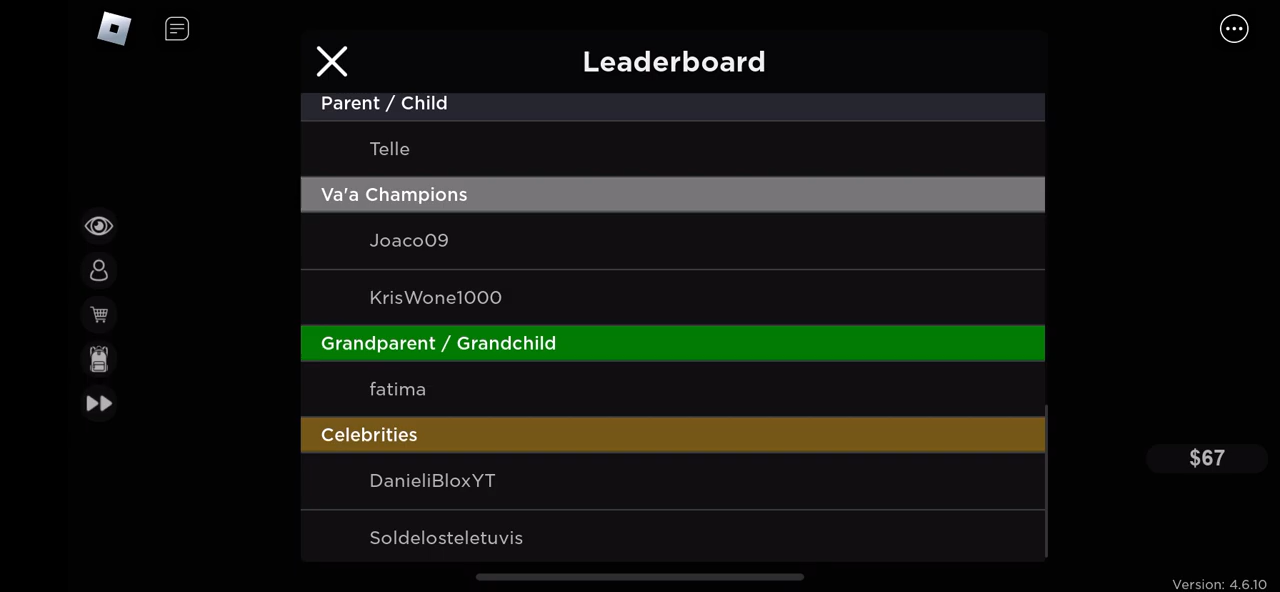 Leaderboard
Parent / Child
Telle
Va'a Champions
Joaco09
KrisWone1000
Grandparent / Grandchild
fatima
Celebrities
DanieliBloxYT
Soldelosteletuvis
$67
Version: 4.6.10